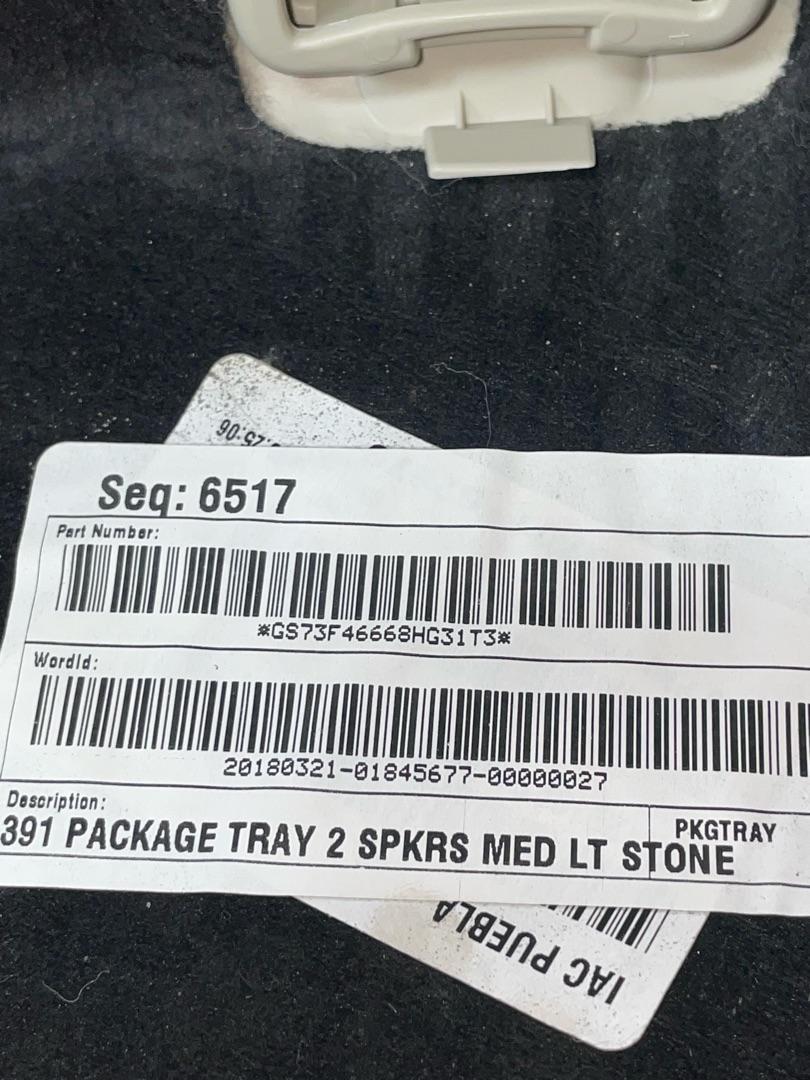 Seq: 6517
Part Number:
*GS73F46668HG31T3*
WordId:
20180321-01845677-00000027
Description:
391 PACKAGE TRAY 2 SPKRS MED LT STONE
PKGTRAY
IAC PUEBLA